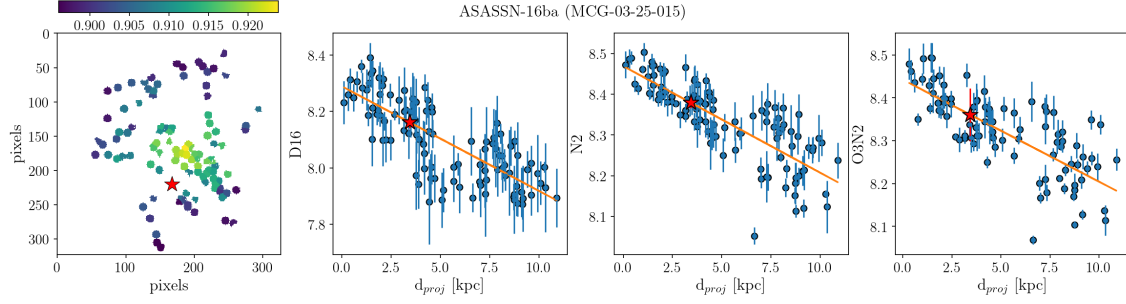 ASASSN-16ba (MCG-03-25-015)
0.900 0.905 0.910 0.915 0.920
0
50
100
150
200
250
300
pixels
0 100 200 300
pixels
8.4
8.2
8.0
7.8
D16
0.0 2.5 5.0 7.5 10.0
dproj [kpc]
8.5
8.4
8.3
8.2
8.1
N2
0.0 2.5 5.0 7.5 10.0
dproj [kpc]
8.5
8.4
8.3
8.2
8.1
O3N2
0.0 2.5 5.0 7.5 10.0
dproj [kpc]